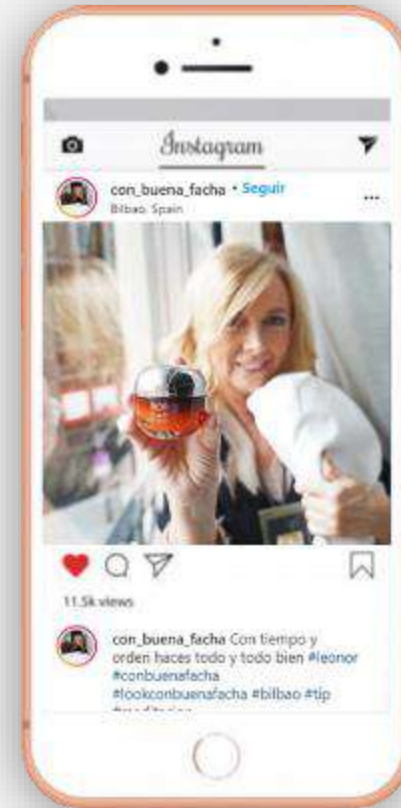 Instagram
con_buena_facha • Seguir
Bilbao, Spain
11.5k views
con_buena_facha Con tiempo y
orden haces todo y todo bien #leonor
#conbuenafacha
#lookconbuenafacha #bilbao #tip